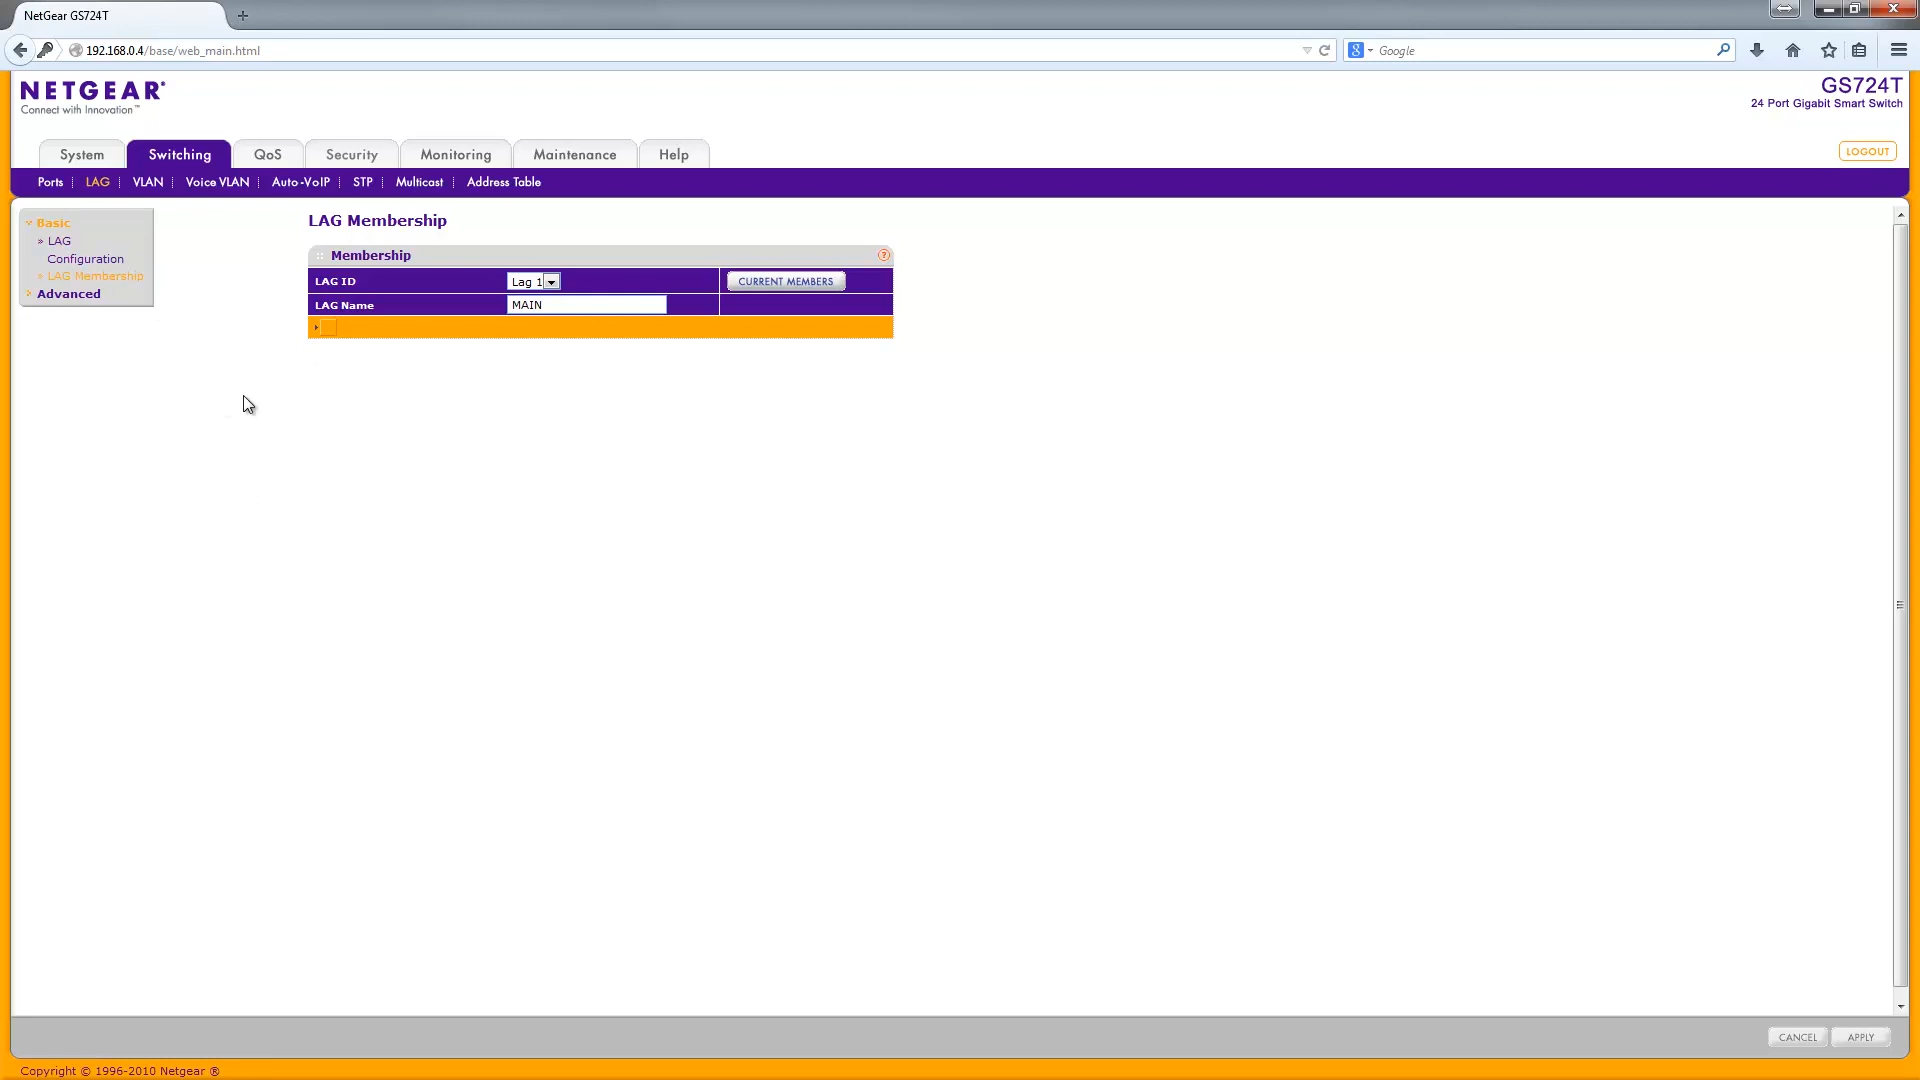 NetGear GS724T
192.168.0.4/base/web_main.html
Google
NETGEAR®
Connect with Innovation™
GS724T
24 Port Gigabit Smart Switch
System
Switching
QoS
Security
Monitoring
Maintenance
Help
LOGOUT
Ports
LAG
VLAN
Voice VLAN
Auto-VoIP
STP
Multicast
Address Table
Basic
» LAG
Configuration
» LAG Membership
Advanced
LAG Membership
Membership
?
LAG ID
Lag 1
CURRENT MEMBERS
LAG Name
MAIN
CANCEL
APPLY
Copyright © 1996-2010 Netgear ®